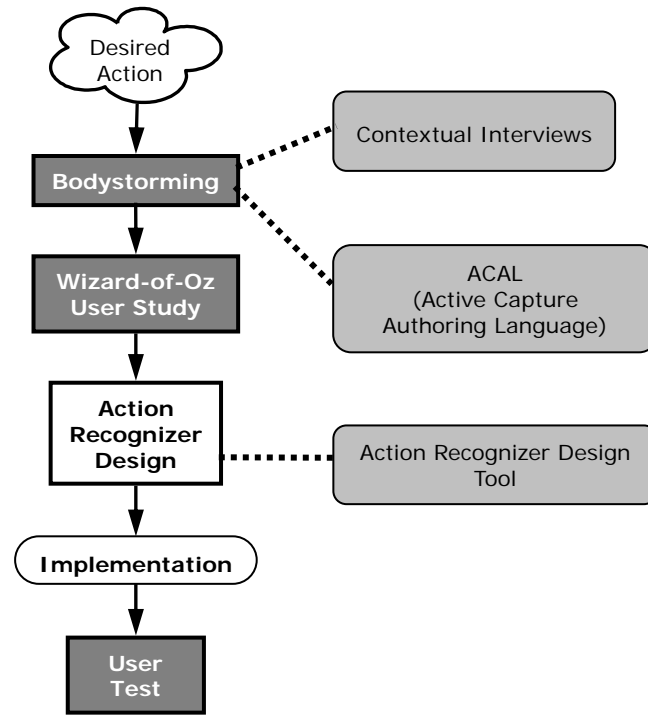 Desired
Action
Contextual Interviews
Bodystorming
Wizard-of-Oz
User Study
ACAL
(Active Capture
Authoring Language)
Action
Recognizer
Design
Action Recognizer Design
Tool
Implementation
User
Test